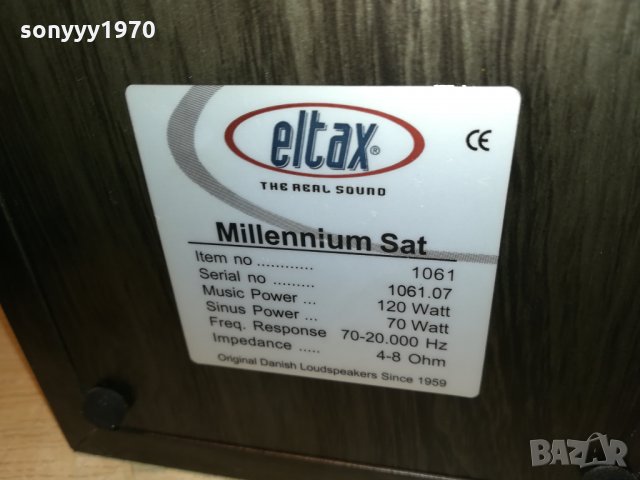 sonyyy1970
eltax®
THE REAL SOUND
CE
Millennium Sat
Item no ............ 1061
Serial no ......... 1061.07
Music Power ... 120 Watt
Sinus Power ... 70 Watt
Freq. Response 70-20.000 Hz
Impedance ..... 4-8 Ohm
Original Danish Loudspeakers Since 1959
BAZAR
bg